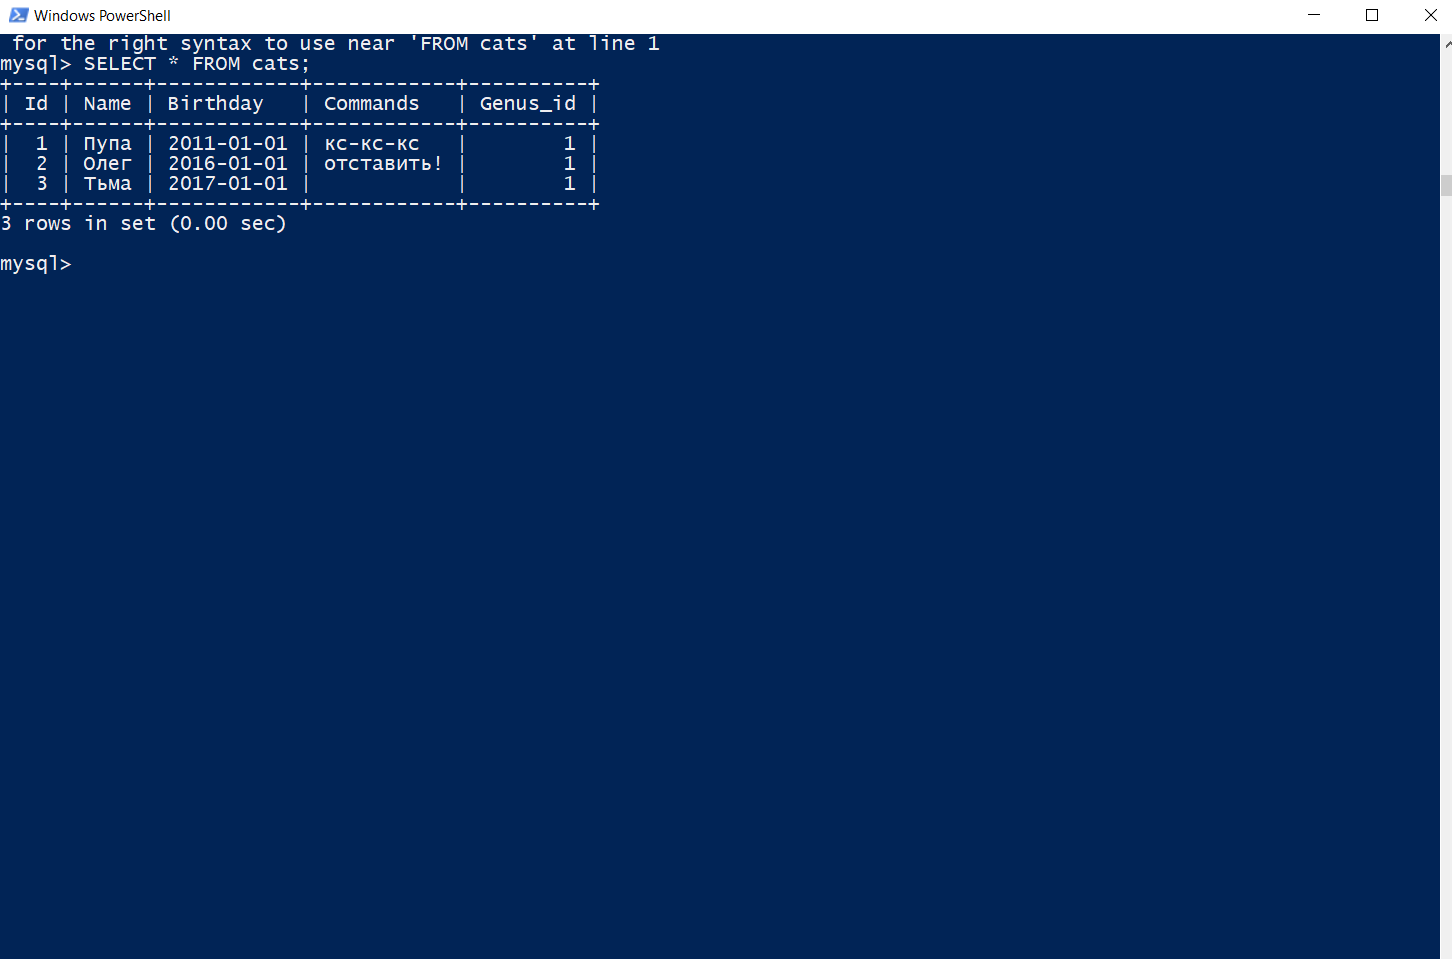 Windows PowerShell
for the right syntax to use near 'FROM cats' at line 1
mysql> SELECT * FROM cats;
+----+------+------------+------------+----------+
| Id | Name | Birthday   | Commands   | Genus_id |
+----+------+------------+------------+----------+
|  1 | Пупа | 2011-01-01 | кс-кс-кс   |        1 |
|  2 | Олег | 2016-01-01 | отставить! |        1 |
|  3 | Тьма | 2017-01-01 |            |        1 |
+----+------+------------+------------+----------+
3 rows in set (0.00 sec)
mysql>